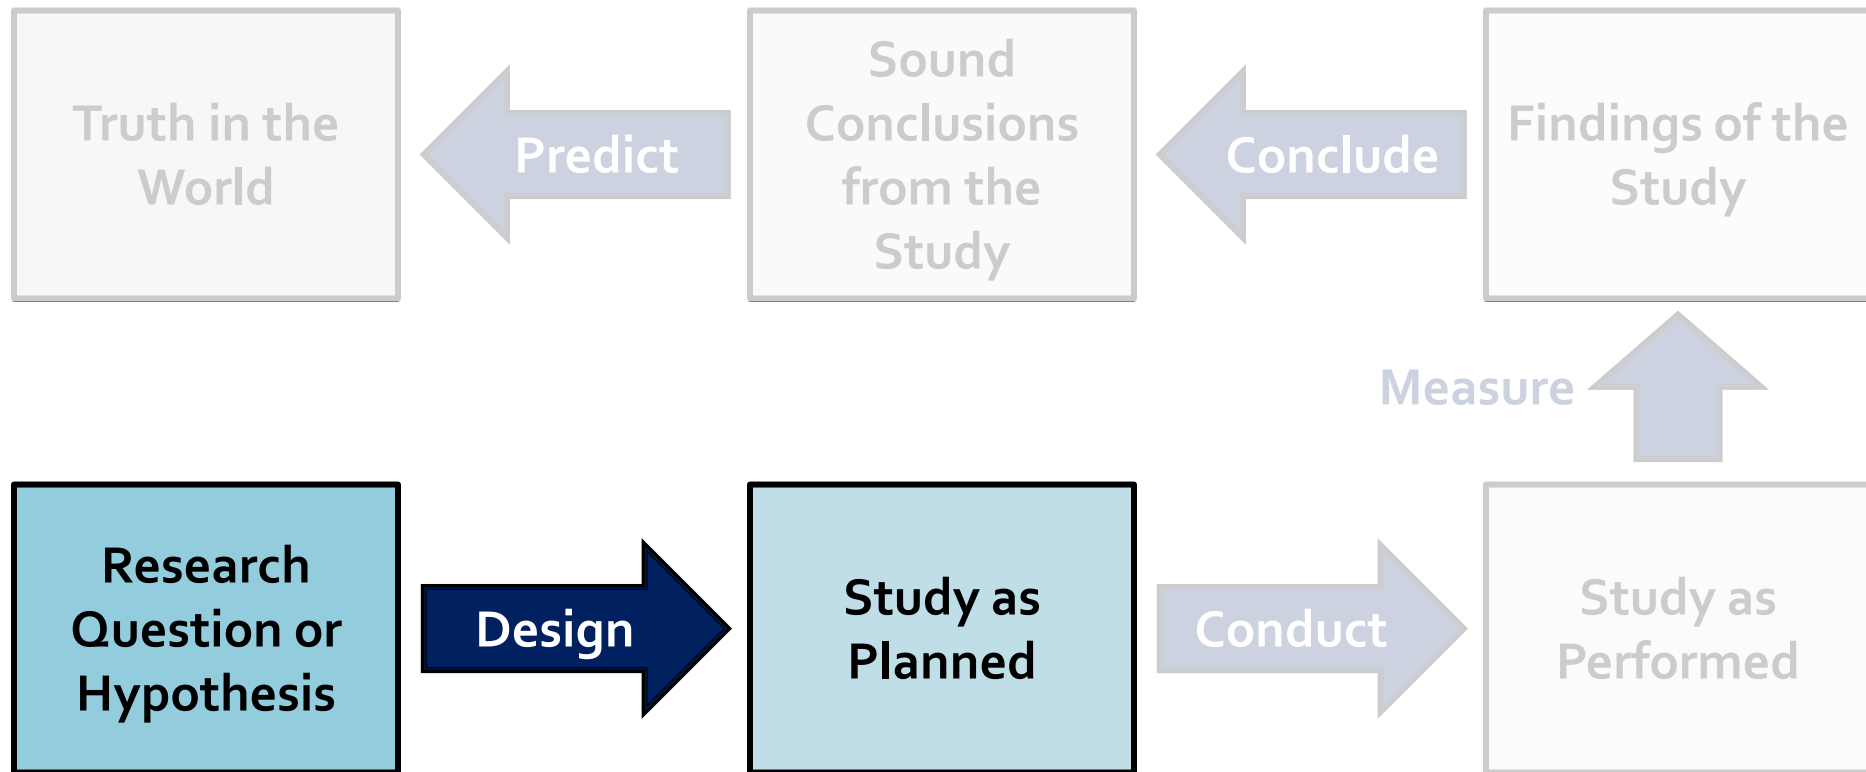 Truth in the
World
Predict
Sound
Conclusions
from the
Study
Conclude
Findings of the
Study
Measure
Research
Question or
Hypothesis
Design
Study as
Planned
Conduct
Study as
Performed